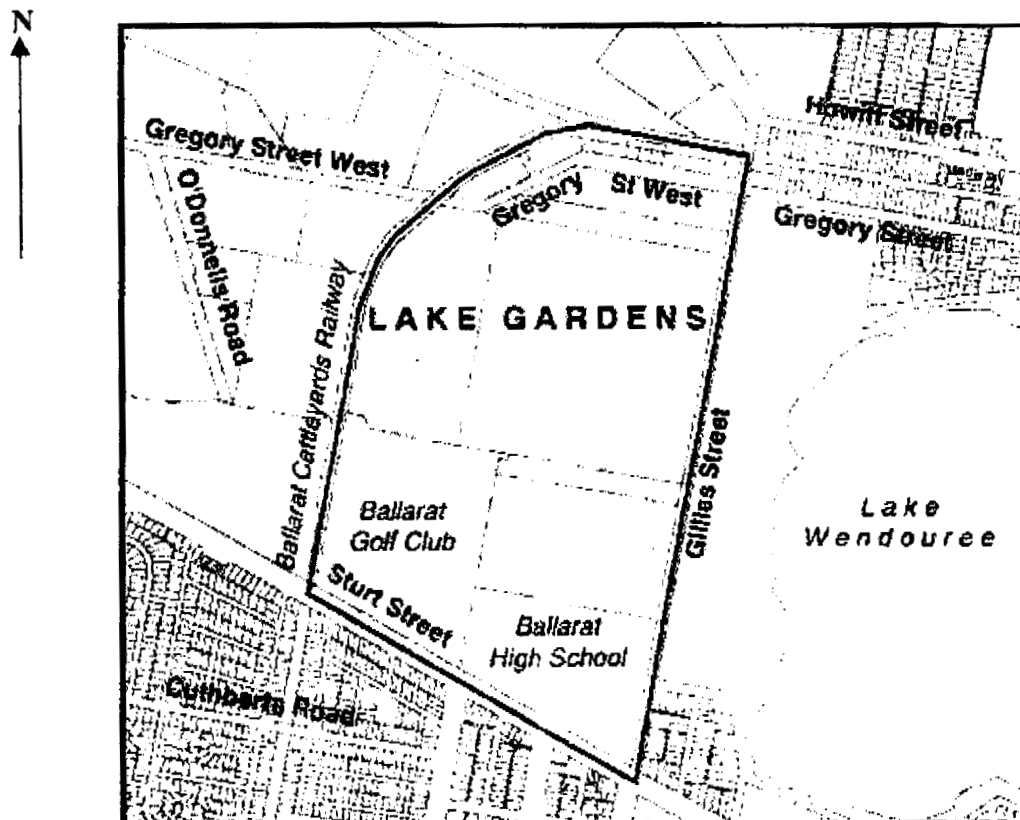 N
Howitt Street
Gregory Street West
Gregory St West
Gregory Street
O'Donnells Road
LAKE GARDENS
Ballarat Cattleyards Railway
Gillies Street
Lake
Wendouree
Ballarat
Golf Club
Sturt Street
Ballarat
High School
Cuthberts Road